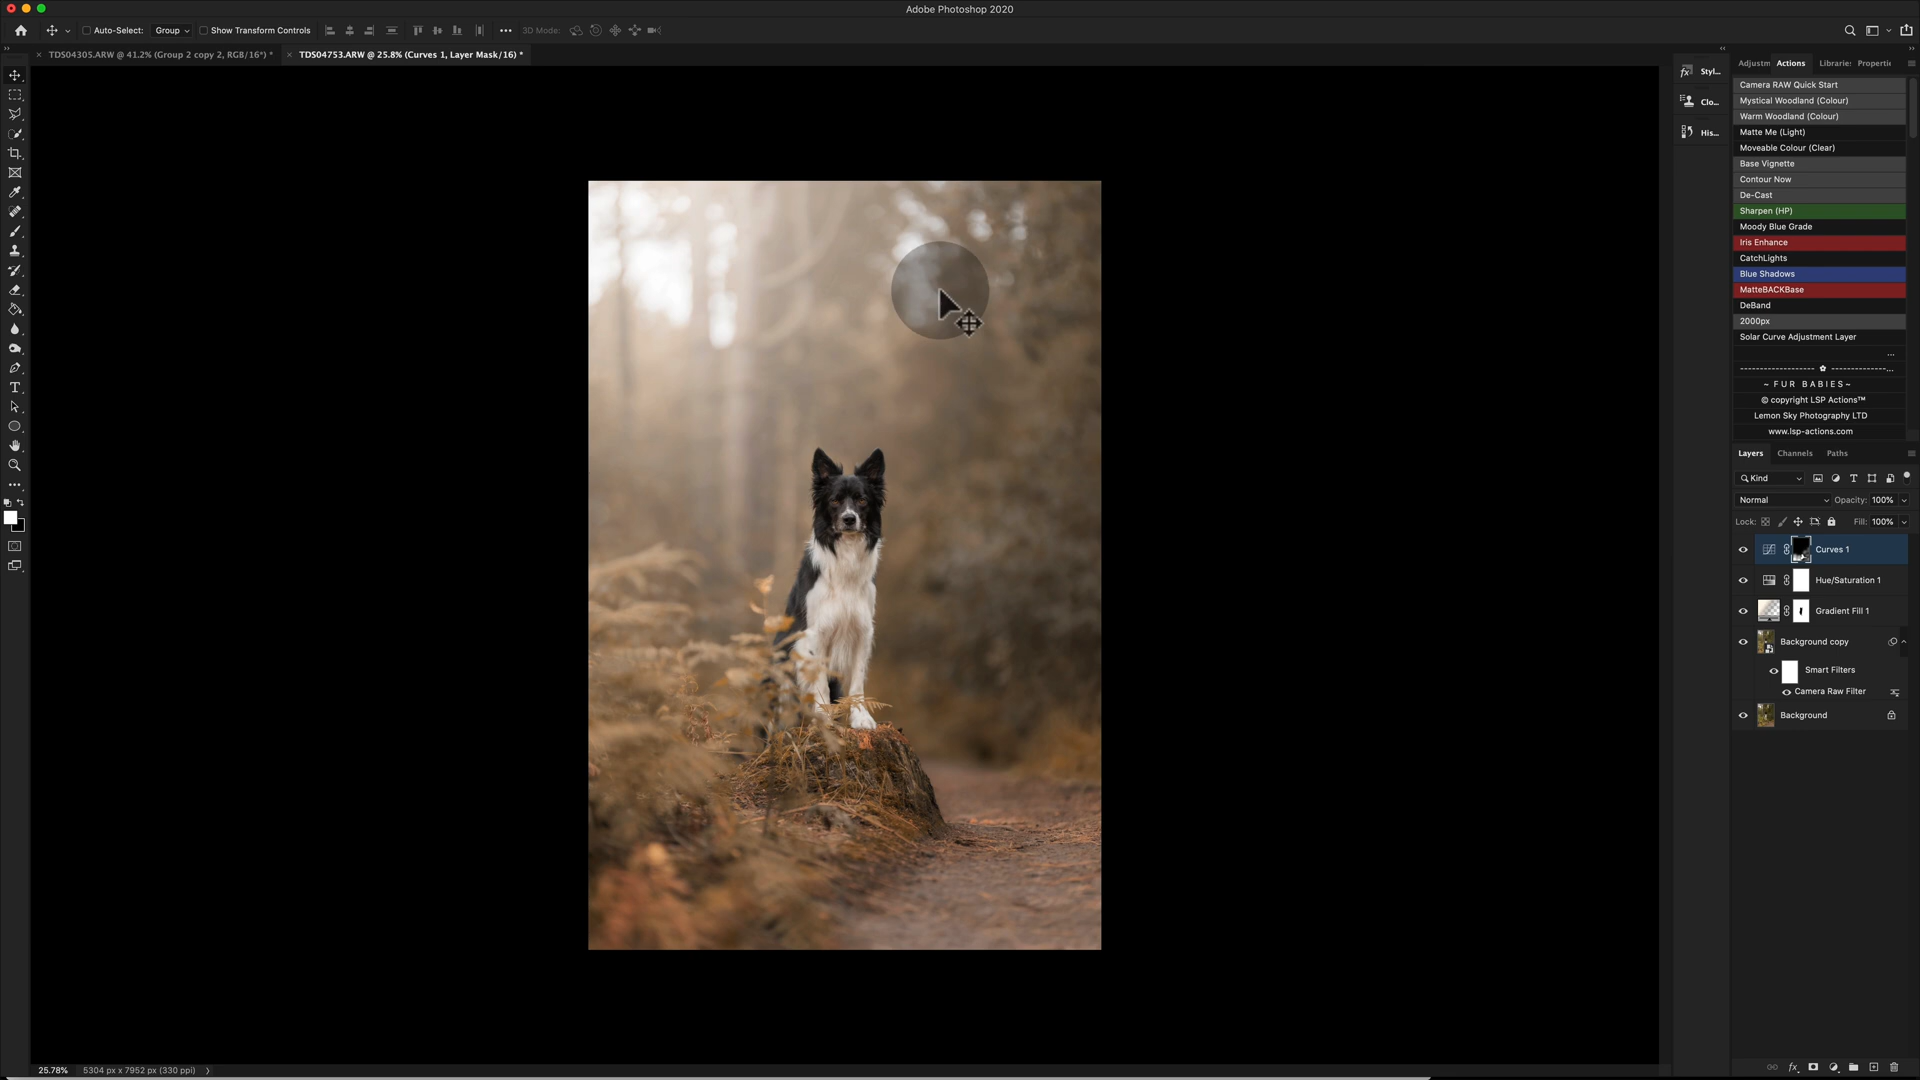 Adobe Photoshop 2020
Auto-Select: Group Show Transform Controls 3D Mode:
TDS04305.ARW @ 41.2% (Group 2 copy 2, RGB/16*) *
TDS04753.ARW @ 25.8% (Curves 1, Layer Mask/16) *
Styl...
Clo...
His...
Adjustm Actions Libraries Properti
Camera RAW Quick Start
Mystical Woodland (Colour)
Warm Woodland (Colour)
Matte Me (Light)
Moveable Colour (Clear)
Base Vignette
Contour Now
De-Cast
Sharpen (HP)
Moody Blue Grade
Iris Enhance
CatchLights
Blue Shadows
MatteBACKBase
DeBand
2000px
Solar Curve Adjustment Layer
...
------------------- ✿ --------------...
~ F U R  B A B I E S ~
© copyright LSP Actions™
Lemon Sky Photography LTD
www.lsp-actions.com
Layers Channels Paths
Kind
Normal Opacity: 100%
Lock: Fill: 100%
Curves 1
Hue/Saturation 1
Gradient Fill 1
Background copy
Smart Filters
Camera Raw Filter
Background
25.78% 5304 px x 7952 px (330 ppi)